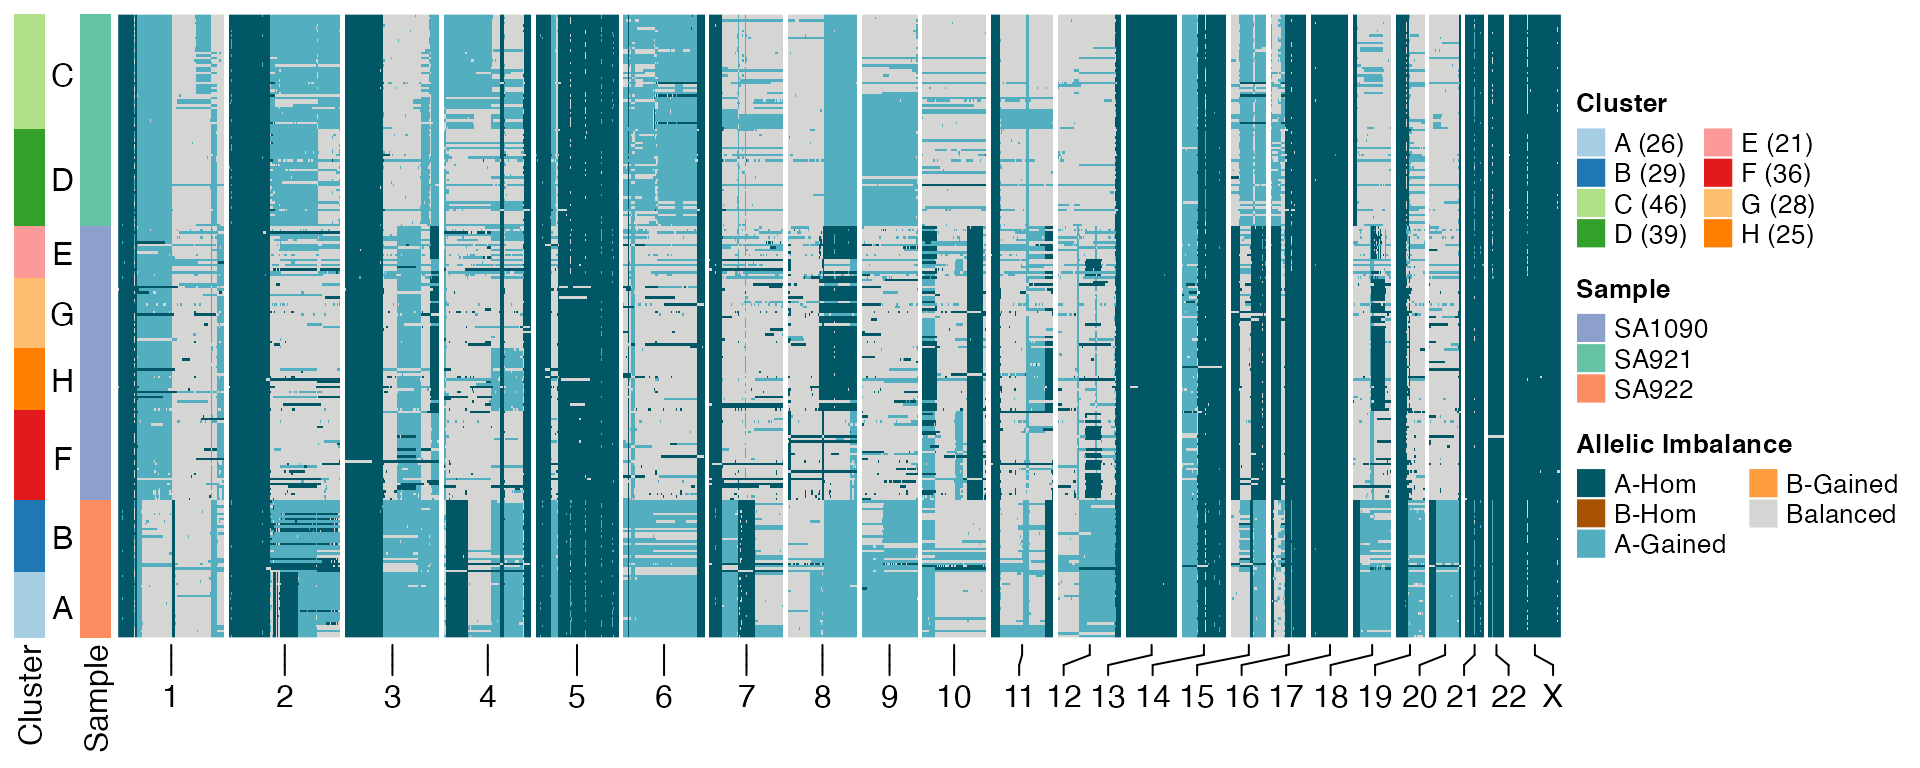 C
D
E
G
H
F
B
A
Cluster
Sample
1 2 3 4 5 6 7 8 9 10 11 12 13 14 15 16 17 18 19 20 21 22 X
Cluster
A (26) E (21)
B (29) F (36)
C (46) G (28)
D (39) H (25)
Sample
SA1090
SA921
SA922
Allelic Imbalance
A-Hom B-Gained
B-Hom Balanced
A-Gained